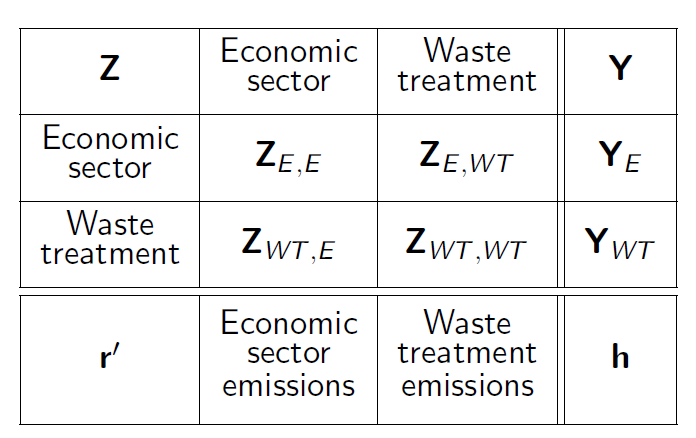 Z Economic sector Waste treatment Y
Economic sector Z_{E,E} Z_{E,WT} Y_E
Waste treatment Z_{WT,E} Z_{WT,WT} Y_{WT}
r′ Economic sector emissions Waste treatment emissions h